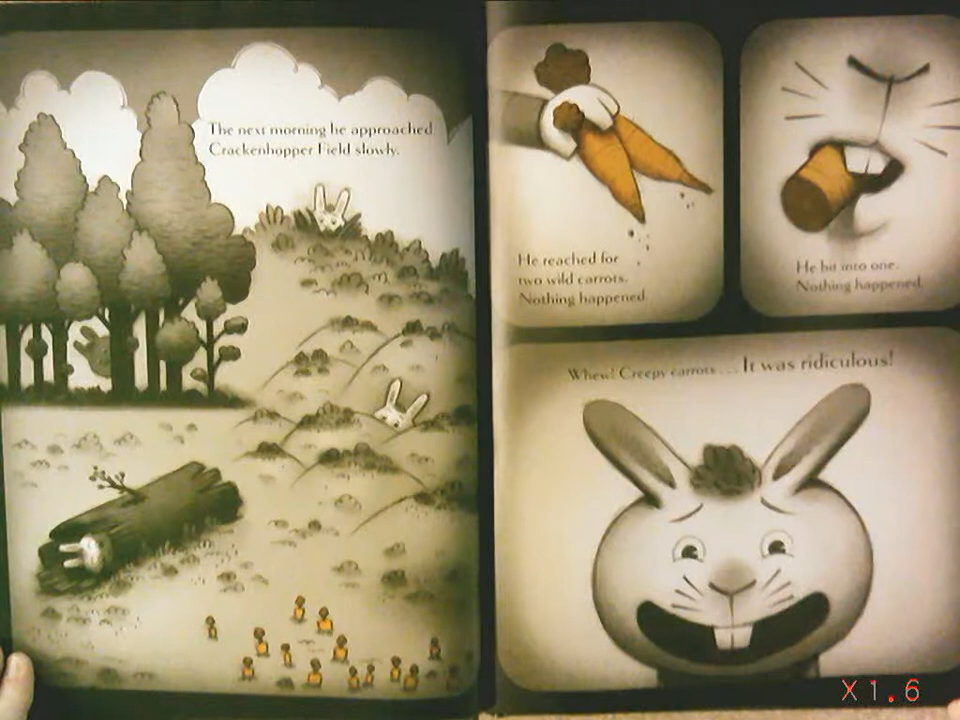 The next morning he approached
Crackenhopper Field slowly.
He reached for
two wild carrots.
Nothing happened.
He bit into one.
Nothing happened.
Whew! Creepy carrots . . . It was ridiculous!
X1.6